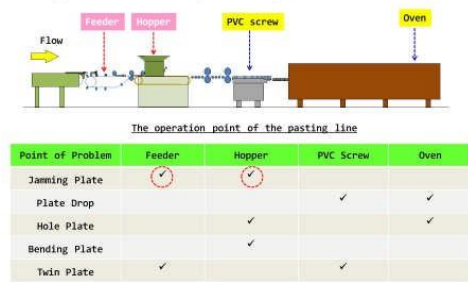 Feeder Hopper PVC screw Oven
Flow
The operation point of the pasting line
Point of Problem Feeder Hopper PVC Screw Oven
Jamming Plate ✓ ✓
Plate Drop ✓ ✓
Hole Plate ✓ ✓
Bending Plate ✓
Twin Plate ✓ ✓